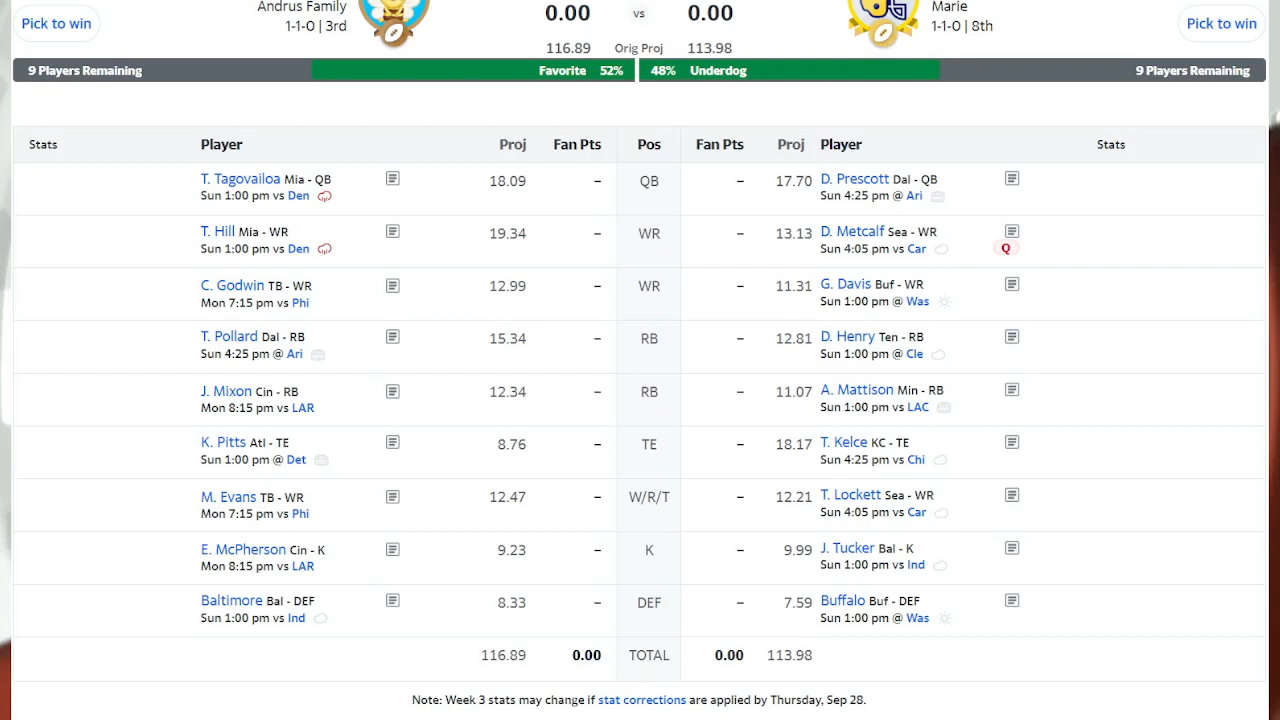 Pick to win
Andrus Family
1-1-0 | 3rd
0.00 vs 0.00
116.89 Orig Proj 113.98
Marie
1-1-0 | 8th
Pick to win
9 Players Remaining Favorite 52% 48% Underdog 9 Players Remaining
Stats Player Proj Fan Pts Pos Fan Pts Proj Player Stats
T. Tagovailoa Mia - QB 18.09 – QB – 17.70 D. Prescott Dal - QB
Sun 1:00 pm vs Den Sun 4:25 pm @ Ari
T. Hill Mia - WR 19.34 – WR – 13.13 D. Metcalf Sea - WR
Sun 1:00 pm vs Den Sun 4:05 pm vs Car Q
C. Godwin TB - WR 12.99 – WR – 11.31 G. Davis Buf - WR
Mon 7:15 pm vs Phi Sun 1:00 pm @ Was
T. Pollard Dal - RB 15.34 – RB – 12.81 D. Henry Ten - RB
Sun 4:25 pm @ Ari Sun 1:00 pm @ Cle
J. Mixon Cin - RB 12.34 – RB – 11.07 A. Mattison Min - RB
Mon 8:15 pm vs LAR Sun 1:00 pm vs LAC
K. Pitts Atl - TE 8.76 – TE – 18.17 T. Kelce KC - TE
Sun 1:00 pm @ Det Sun 4:25 pm vs Chi
M. Evans TB - WR 12.47 – W/R/T – 12.21 T. Lockett Sea - WR
Mon 7:15 pm vs Phi Sun 4:05 pm vs Car
E. McPherson Cin - K 9.23 – K – 9.99 J. Tucker Bal - K
Mon 8:15 pm vs LAR Sun 1:00 pm vs Ind
Baltimore Bal - DEF 8.33 – DEF – 7.59 Buffalo Buf - DEF
Sun 1:00 pm vs Ind Sun 1:00 pm @ Was
116.89 0.00 TOTAL 0.00 113.98
Note: Week 3 stats may change if stat corrections are applied by Thursday, Sep 28.